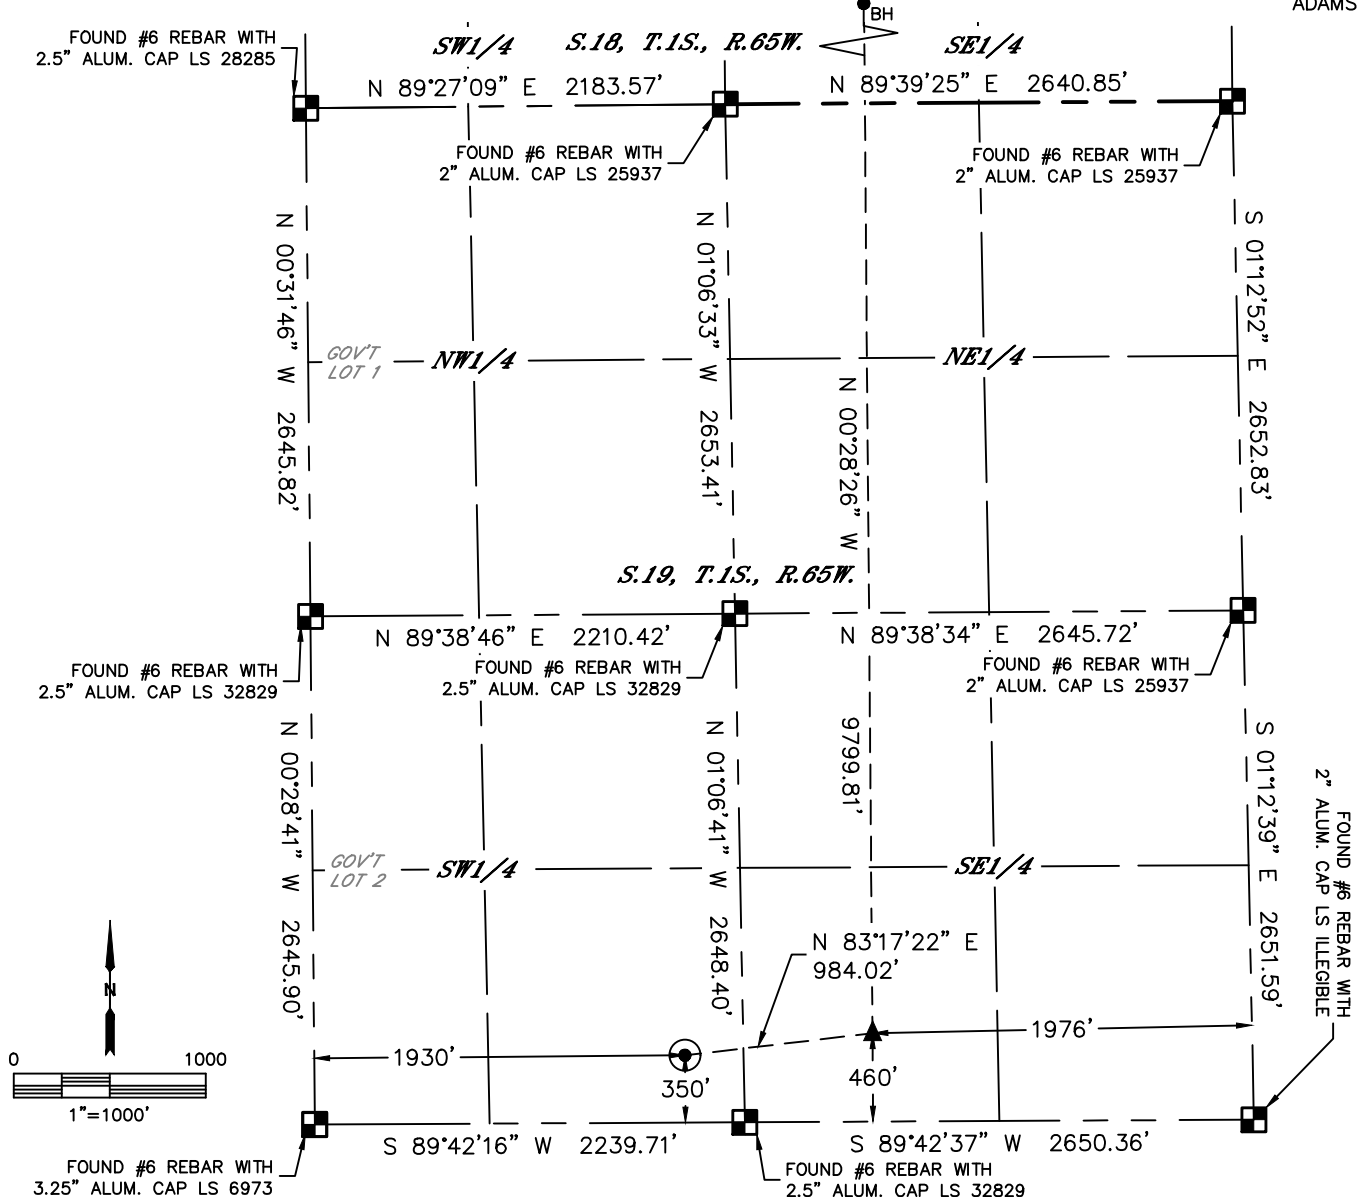 ADAMS
BH
FOUND #6 REBAR WITH
2.5" ALUM. CAP LS 28285
SW1/4
S.18, T.1S., R.65W.
SE1/4
N 89°27'09" E 2183.57'
N 89°39'25" E 2640.85'
FOUND #6 REBAR WITH
2" ALUM. CAP LS 25937
FOUND #6 REBAR WITH
2" ALUM. CAP LS 25937
N 00°31'46" W 2645.82'
N 01°06'33" W 2653.41'
S 01°12'52" E 2652.83'
GOV'T
LOT 1
NW1/4
NE1/4
N 00°28'26" W 9799.81'
S.19, T.1S., R.65W.
N 89°38'46" E 2210.42'
N 89°38'34" E 2645.72'
FOUND #6 REBAR WITH
2.5" ALUM. CAP LS 32829
FOUND #6 REBAR WITH
2.5" ALUM. CAP LS 32829
FOUND #6 REBAR WITH
2" ALUM. CAP LS 25937
N 00°28'41" W 2645.90'
N 01°06'41" W 2648.40'
S 01°12'39" E 2651.59'
FOUND #6 REBAR WITH
2" ALUM. CAP LS ILLEGIBLE
GOV'T
LOT 2
SW1/4
SE1/4
N 83°17'22" E
984.02'
N
0 1000
1"=1000'
1930'
350'
460'
1976'
S 89°42'16" W 2239.71'
S 89°42'37" W 2650.36'
FOUND #6 REBAR WITH
3.25" ALUM. CAP LS 6973
FOUND #6 REBAR WITH
2.5" ALUM. CAP LS 32829